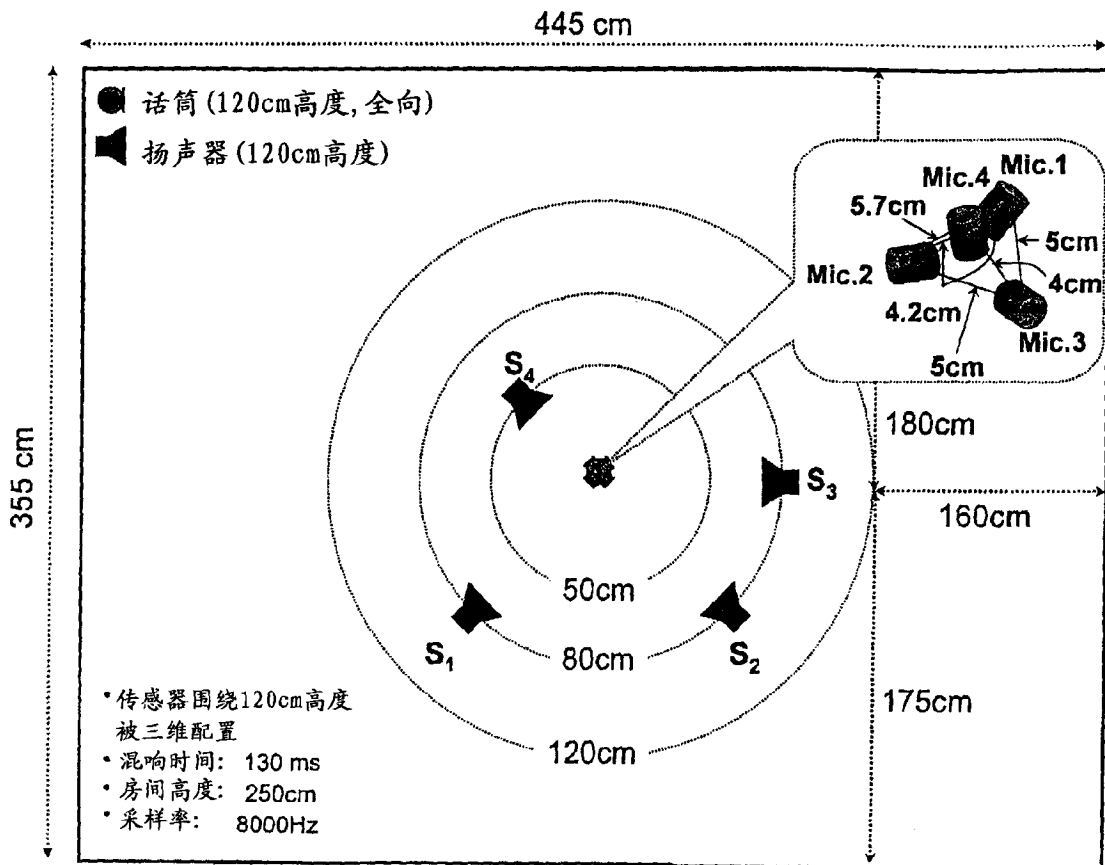 445 cm
话筒(120cm高度,全向)
扬声器(120cm高度)
Mic.1
Mic.4
5.7cm
5cm
Mic.2
4cm
4.2cm
Mic.3
5cm
S4
180cm
355 cm
S3
160cm
50cm
S1
80cm
S2
175cm
120cm
•传感器围绕120cm高度
被三维配置
•混响时间: 130 ms
•房间高度: 250cm
•采样率: 8000Hz